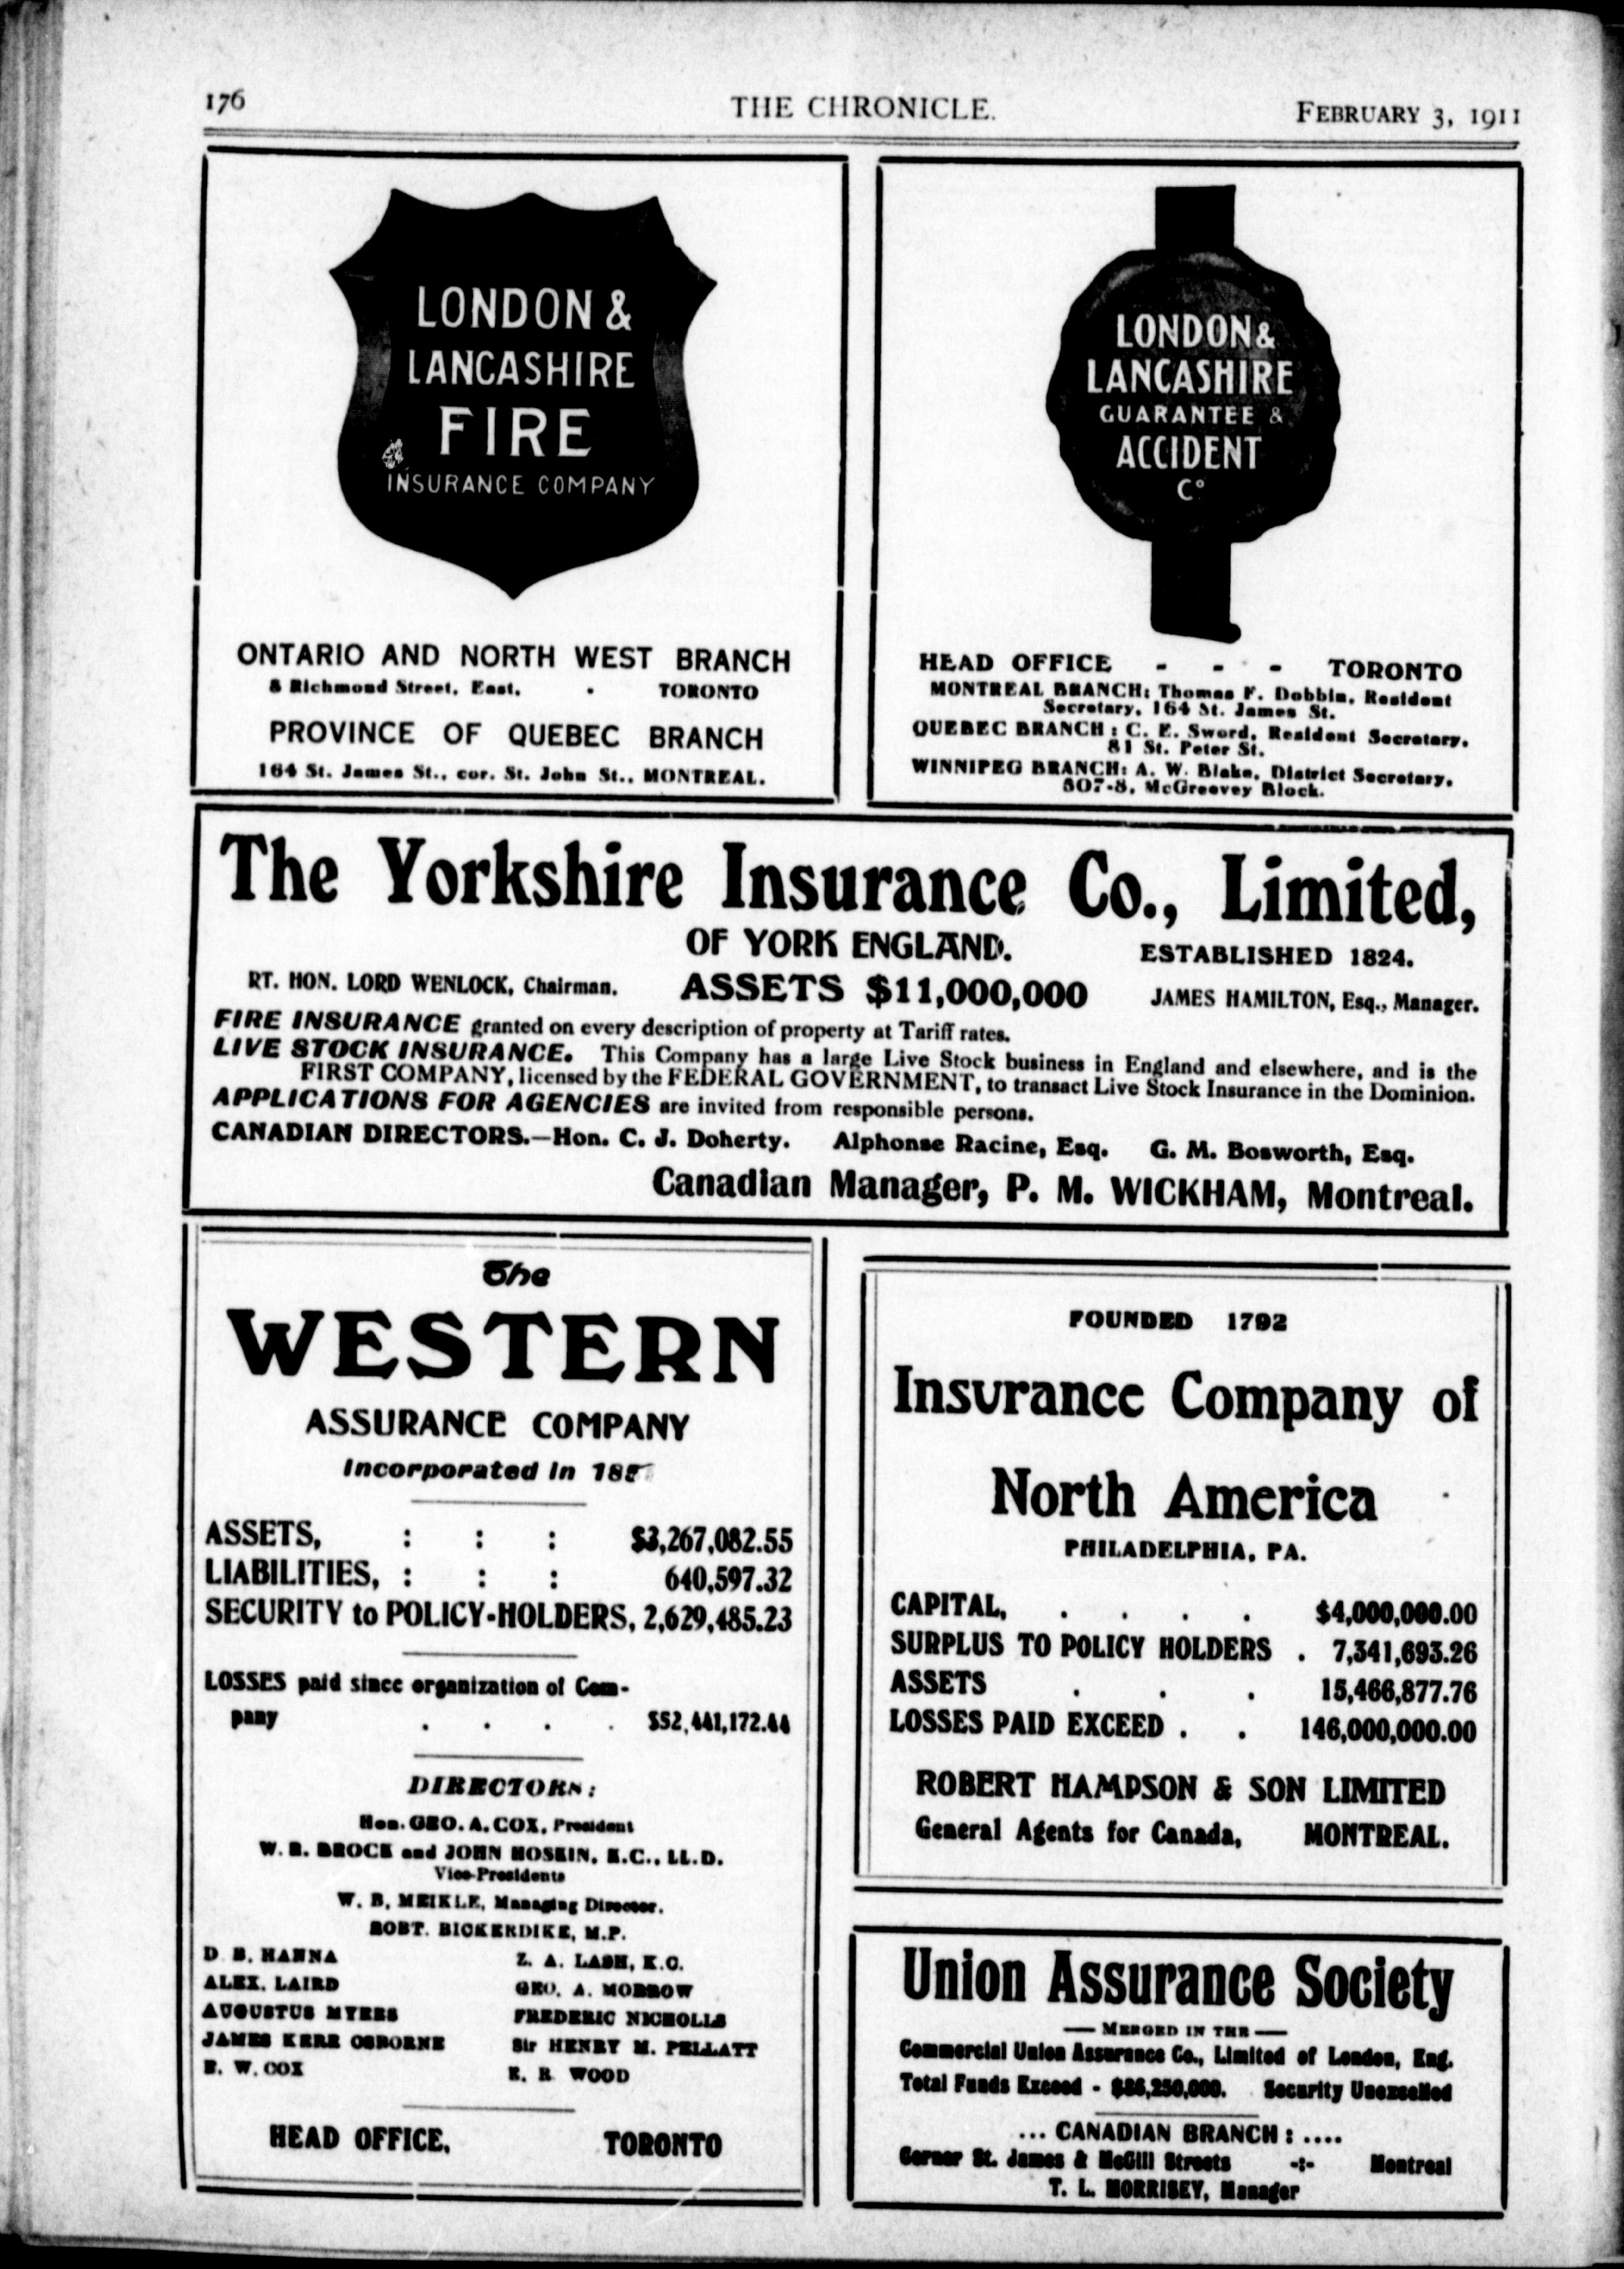 176
THE CHRONICLE.
FEBRUARY 3, 1911
LONDON &
LANCASHIRE
FIRE
INSURANCE COMPANY
ONTARIO AND NORTH WEST BRANCH
8 Richmond Street, East, - TORONTO
PROVINCE OF QUEBEC BRANCH
164 St. James St., cor. St. John St., MONTREAL.
LONDON &
LANCASHIRE
GUARANTEE &
ACCIDENT
Co
HEAD OFFICE - - - TORONTO
MONTREAL BRANCH: Thomas F. Dobbin, Resident
Secretary, 164 St. James St.
QUEBEC BRANCH : C. E. Sword, Resident Secretary,
81 St. Peter St.
WINNIPEG BRANCH: A. W. Blake, District Secretary,
507-8, McGreevey Block.
The Yorkshire Insurance Co., Limited,
OF YORK ENGLAND. ESTABLISHED 1824.
RT. HON. LORD WENLOCK, Chairman. ASSETS $11,000,000 JAMES HAMILTON, Esq., Manager.
FIRE INSURANCE granted on every description of property at Tariff rates.
LIVE STOCK INSURANCE. This Company has a large Live Stock business in England and elsewhere, and is the
FIRST COMPANY, licensed by the FEDERAL GOVERNMENT, to transact Live Stock Insurance in the Dominion.
APPLICATIONS FOR AGENCIES are invited from responsible persons.
CANADIAN DIRECTORS.—Hon. C. J. Doherty. Alphonse Racine, Esq. G. M. Bosworth, Esq.
Canadian Manager, P. M. WICKHAM, Montreal.
The
WESTERN
ASSURANCE COMPANY
Incorporated in
ASSETS, : : : $3,267,082.55
LIABILITIES, : : : 640,597.32
SECURITY to POLICY-HOLDERS, 2,629,485.23
LOSSES paid since organization of Com-
pany . . . . $52,441,172.44
DIRECTORS:
Hon. GEO. A. COX, President
W. R. BROCK and JOHN HOSKIN, K.C., LL.D.
Vice-Presidents
W. B. MEIKLE, Managing Director.
ROBT. BICKERDIKE, M.P.
D. B. HANNA Z. A. LASH, K.C.
ALEX. LAIRD GEO. A. MORROW
AUGUSTUS MYERS FREDERIC NICHOLLS
JAMES KERR OSBORNE Sir HENRY M. PELLATT
E. W. COX E. R. WOOD
HEAD OFFICE, TORONTO
FOUNDED 1792
Insurance Company of
North America
PHILADELPHIA, PA.
CAPITAL, . . . . $4,000,000.00
SURPLUS TO POLICY HOLDERS . 7,341,693.26
ASSETS . . . 15,466,877.76
LOSSES PAID EXCEED . . 146,000,000.00
ROBERT HAMPSON & SON LIMITED
General Agents for Canada, MONTREAL.
Union Assurance Society
— MERGED IN THE —
Commercial Union Assurance Co., Limited of London, Eng.
Total Funds Exceed - $86,250,000. Security Unexcelled
... CANADIAN BRANCH : ....
Corner St. James & McGill Streets -:- Montreal
T. L. MORRISEY, Manager